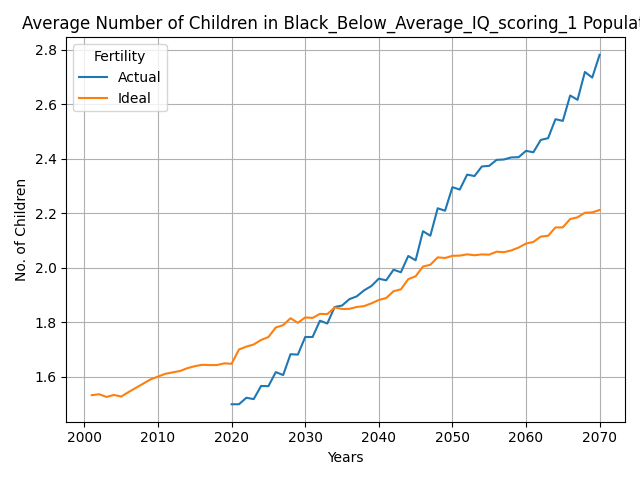 Average Number of Children in Black_Below_Average_IQ_scoring_1 Populat
Fertility
Actual
Ideal
No. of Children
2.8
2.6
2.4
2.2
2.0
1.8
1.6
2000 2010 2020 2030 2040 2050 2060 2070
Years